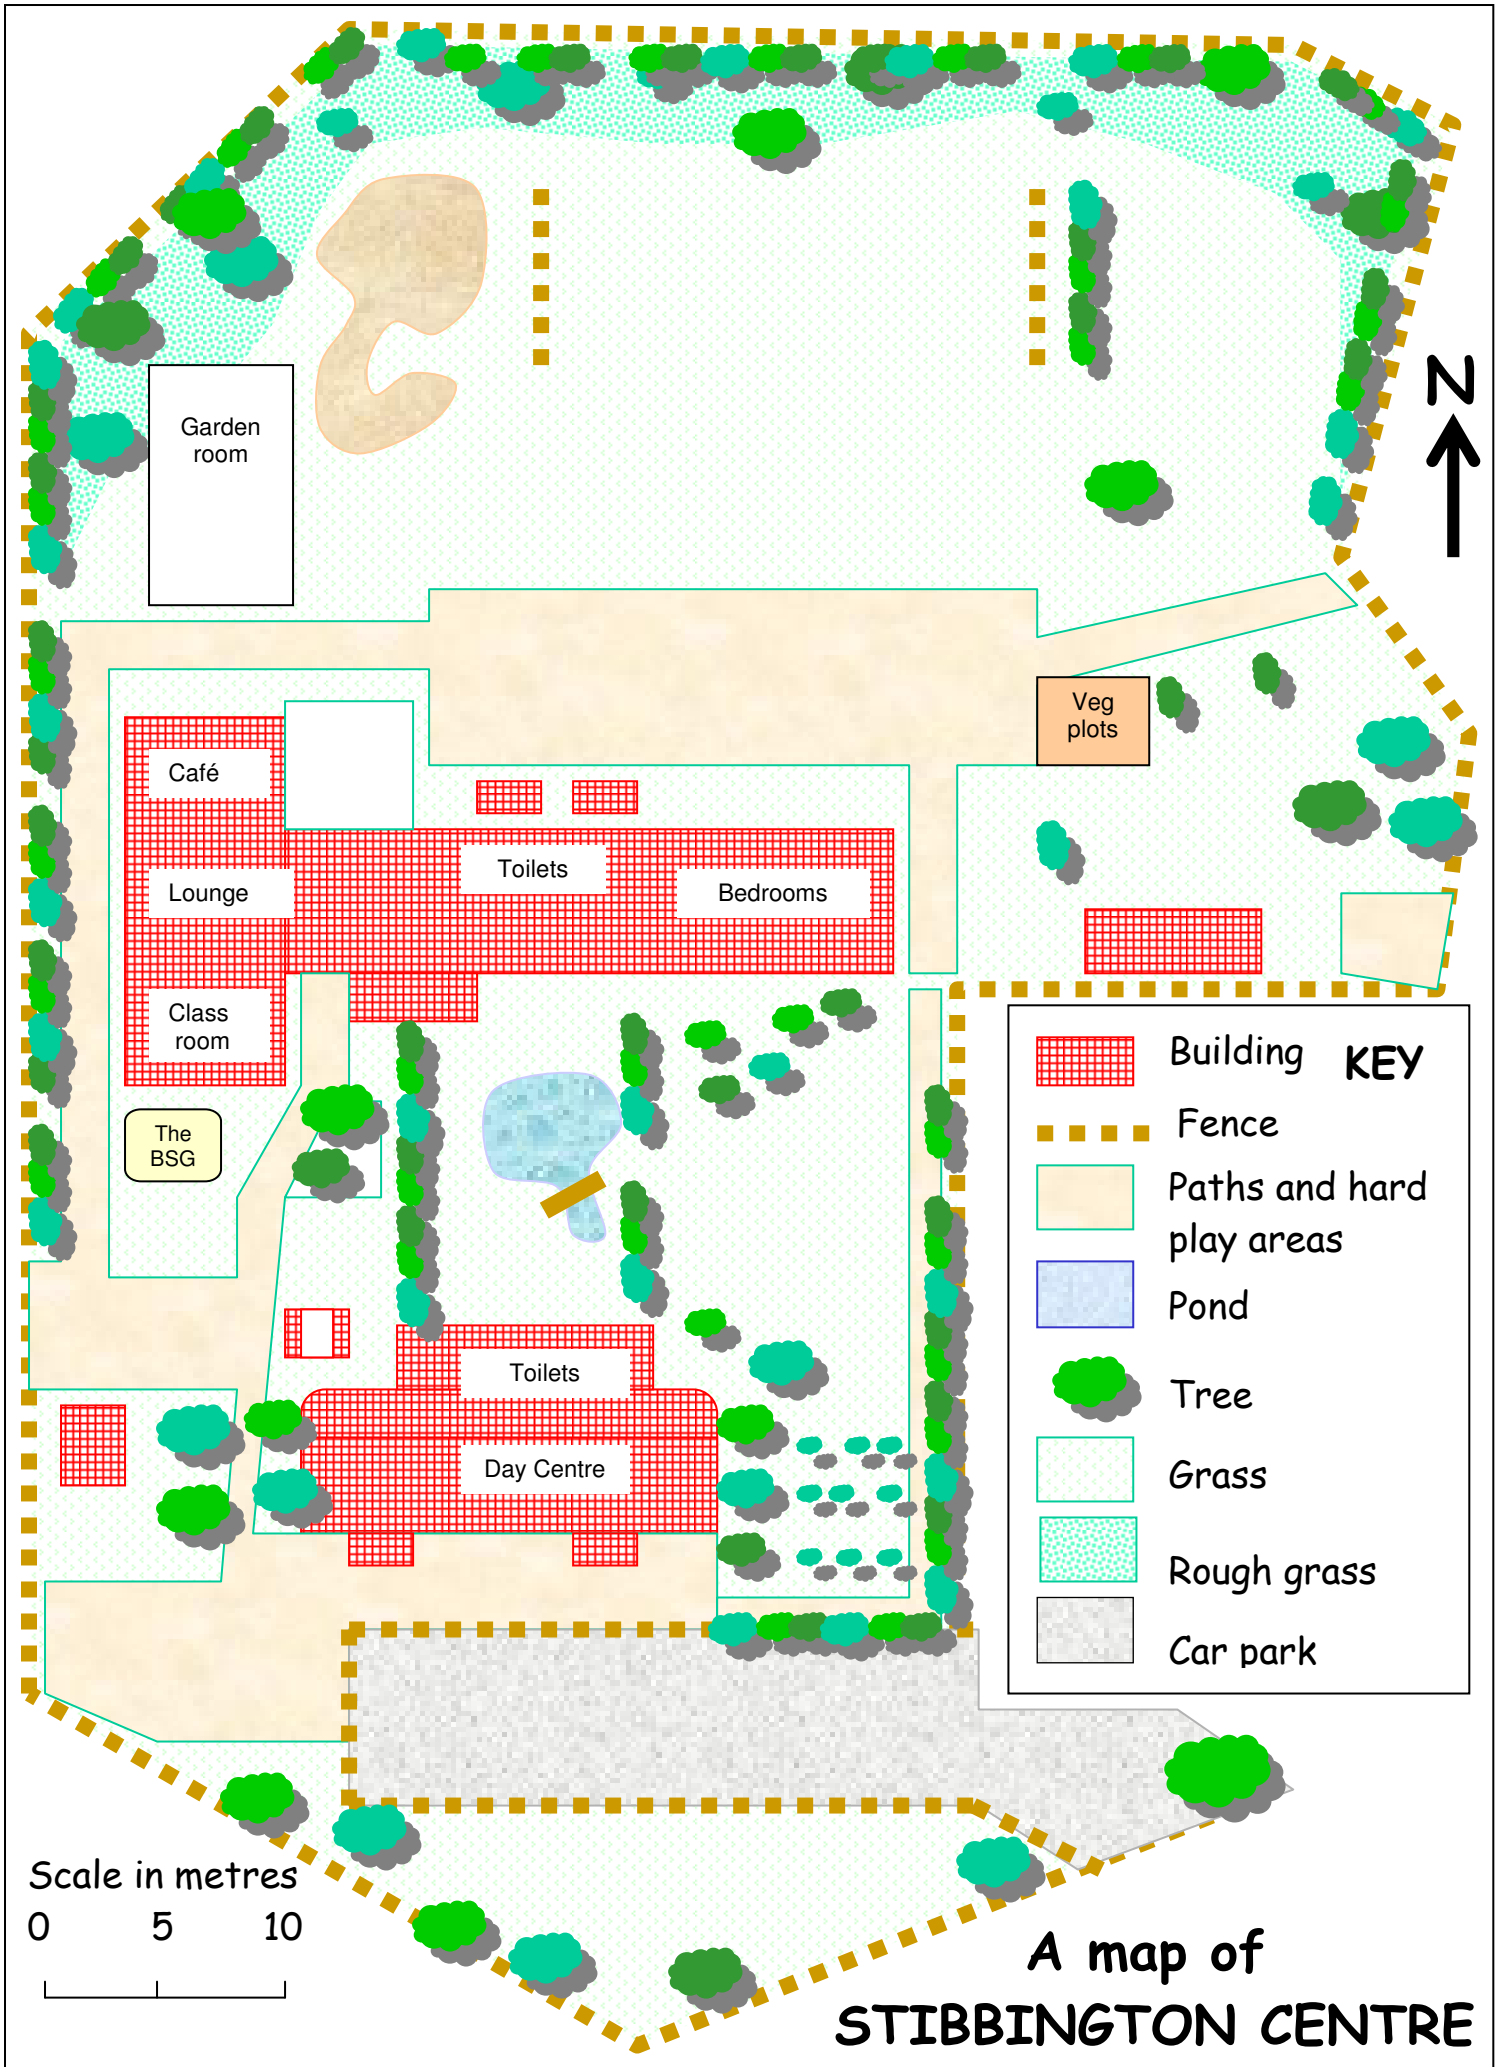 Garden
room
N
Veg
plots
Café
Toilets
Lounge
Bedrooms
Class
room
The
BSG
KEY
Building
Fence
Paths and hard
play areas
Pond
Tree
Grass
Rough grass
Car park
Toilets
Day Centre
Scale in metres
0 5 10
A map of
STIBBINGTON CENTRE